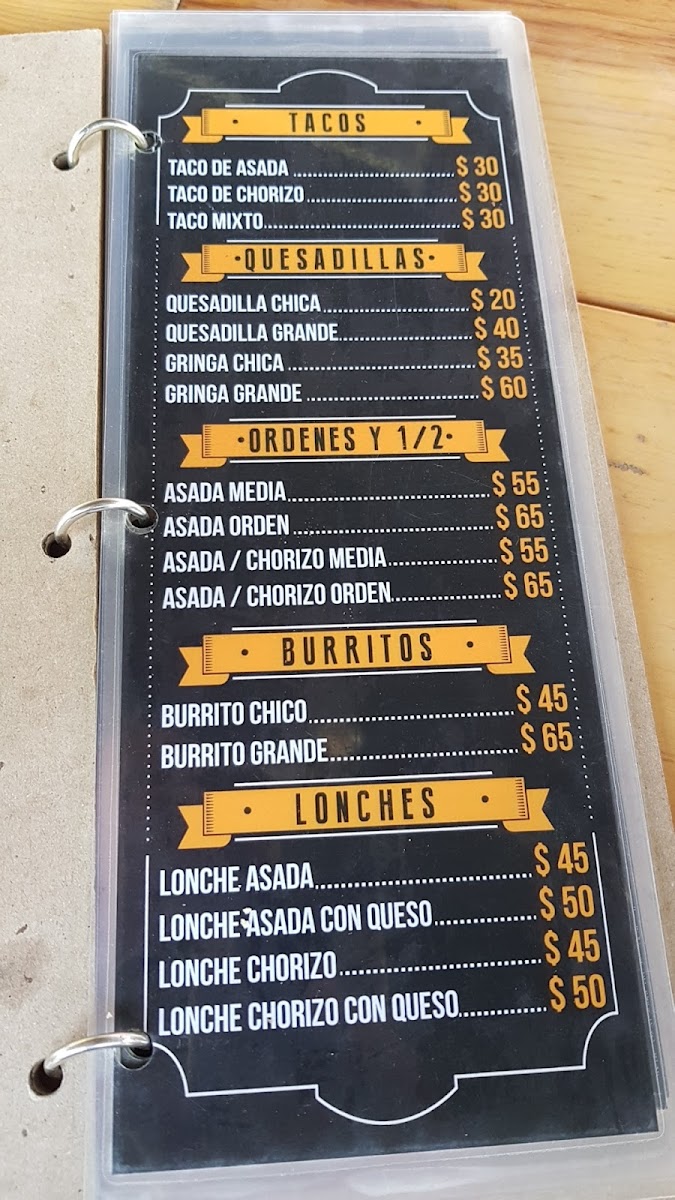 TACOS
TACO DE ASADA ........ $ 30
TACO DE CHORIZO ........ $ 30
TACO MIXTO ........ $ 30
•QUESADILLAS•
QUESADILLA CHICA ........ $ 20
QUESADILLA GRANDE ........ $ 40
GRINGA CHICA ........ $ 35
GRINGA GRANDE ........ $ 60
•ORDENES Y 1/2•
ASADA MEDIA ........ $ 55
ASADA ORDEN ........ $ 65
ASADA / CHORIZO MEDIA ........ $ 55
ASADA / CHORIZO ORDEN ........ $ 65
BURRITOS
BURRITO CHICO ........ $ 45
BURRITO GRANDE ........ $ 65
LONCHES
LONCHE ASADA ........ $ 45
LONCHE ASADA CON QUESO ........ $ 50
LONCHE CHORIZO ........ $ 45
LONCHE CHORIZO CON QUESO ........ $ 50